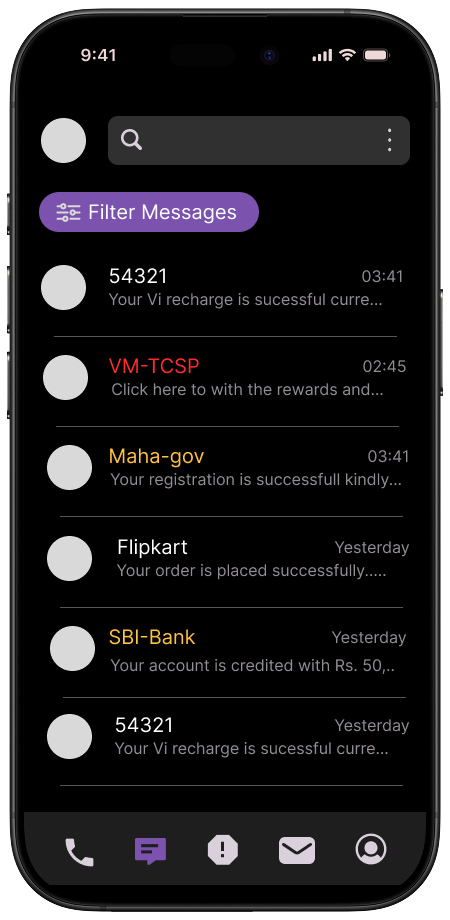 9:41
Filter Messages
54321 03:41
Your Vi recharge is sucessful curre...
VM-TCSP 02:45
Click here to with the rewards and...
Maha-gov 03:41
Your registration is successfull kindly...
Flipkart Yesterday
Your order is placed successfully.....
SBI-Bank Yesterday
Your account is credited with Rs. 50,..
54321 Yesterday
Your Vi recharge is sucessful curre...